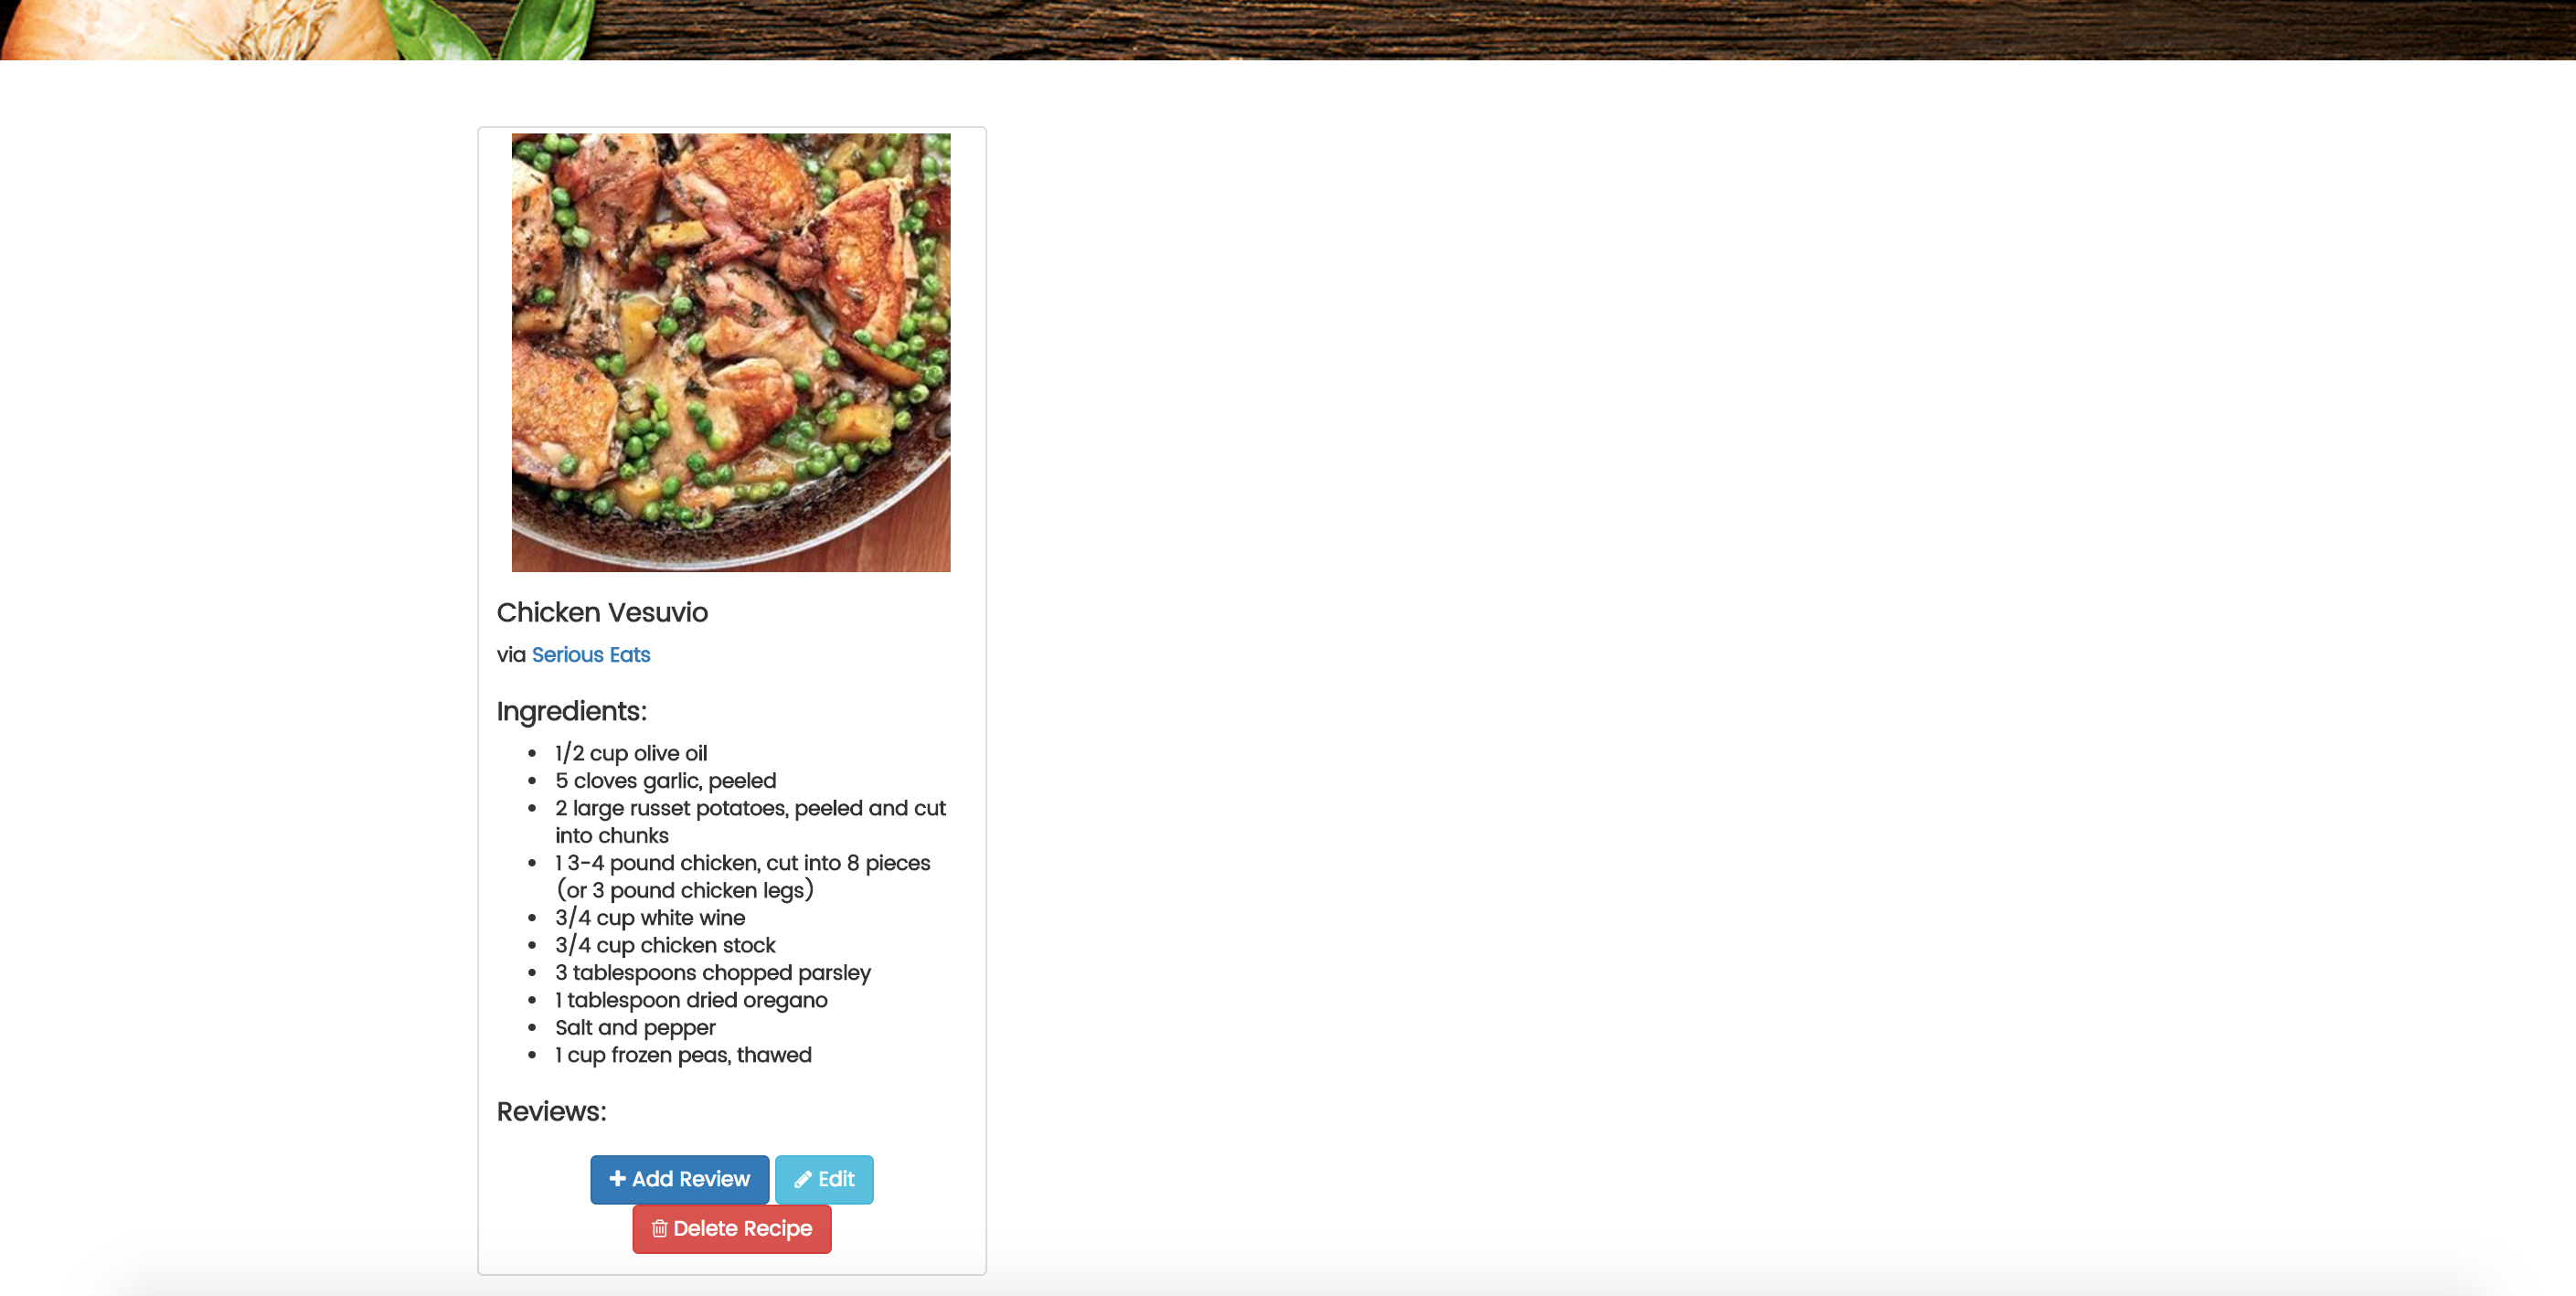 Chicken Vesuvio
via Serious Eats
Ingredients:
• 1/2 cup olive oil
• 5 cloves garlic, peeled
• 2 large russet potatoes, peeled and cut
into chunks
• 1 3-4 pound chicken, cut into 8 pieces
(or 3 pound chicken legs)
• 3/4 cup white wine
• 3/4 cup chicken stock
• 3 tablespoons chopped parsley
• 1 tablespoon dried oregano
• Salt and pepper
• 1 cup frozen peas, thawed
Reviews:
Add Review Edit
Delete Recipe